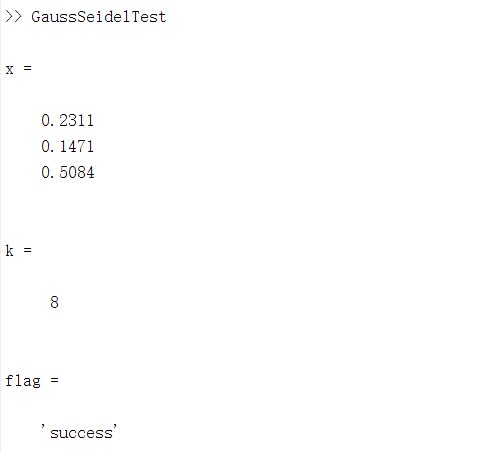 >> GaussSeidelTest
x =
0.2311
0.1471
0.5084
k =
8
flag =
'success'